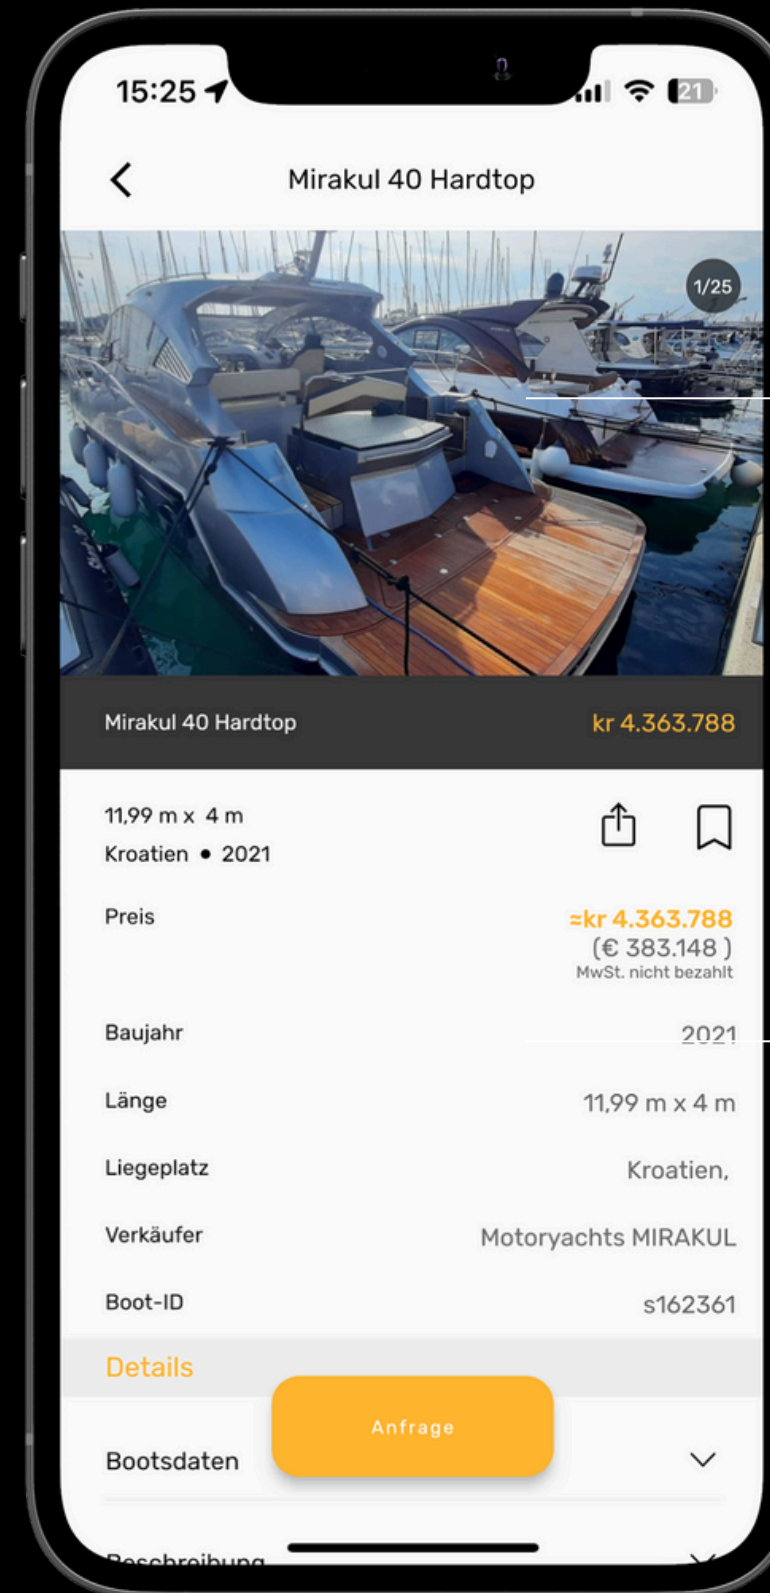 15:25
21
Mirakul 40 Hardtop
1/25
Mirakul 40 Hardtop kr 4.363.788
11,99 m x 4 m
Kroatien • 2021
Preis ≈kr 4.363.788
(€ 383.148 )
MwSt. nicht bezahlt
Baujahr 2021
Länge 11,99 m x 4 m
Liegeplatz Kroatien,
Verkäufer Motoryachts MIRAKUL
Boot-ID s162361
Details
Anfrage
Bootsdaten
Beschreibung